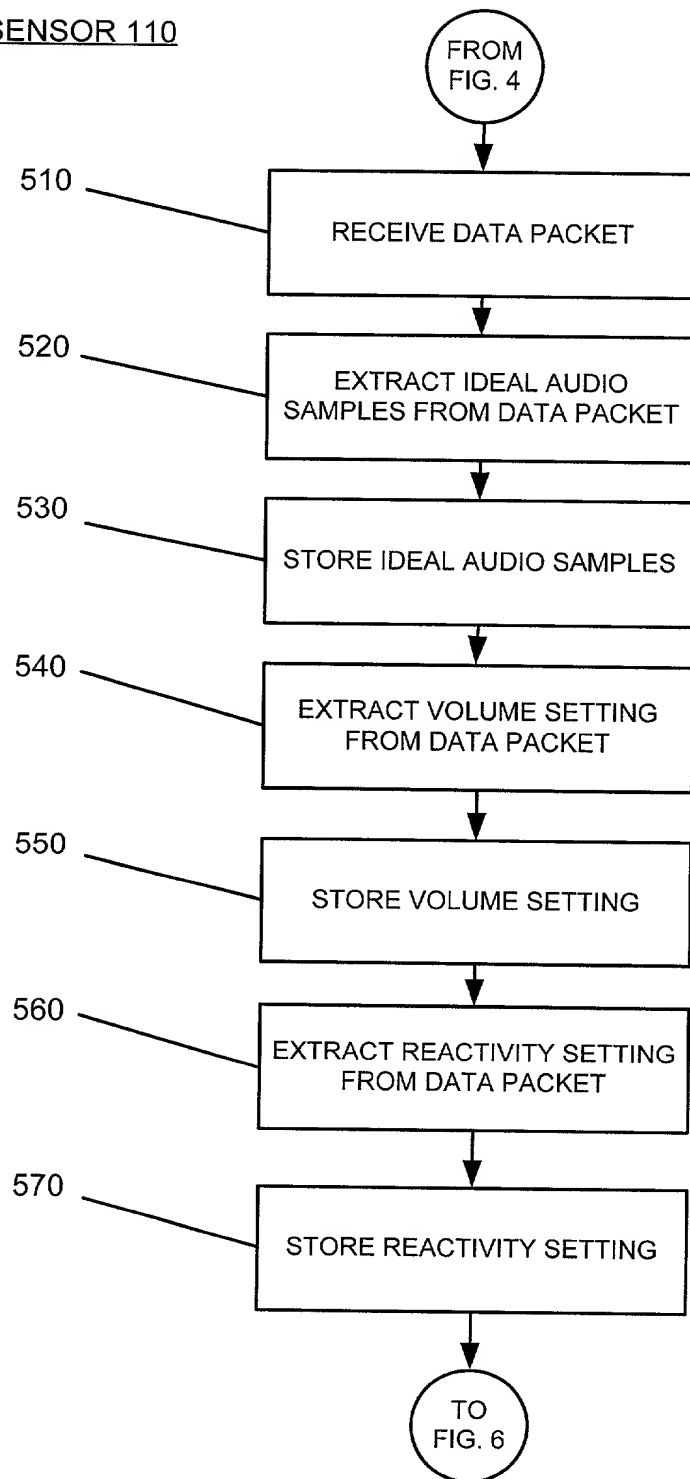 SENSOR 110
FROM
FIG. 4
510
RECEIVE DATA PACKET
520
EXTRACT IDEAL AUDIO
SAMPLES FROM DATA PACKET
530
STORE IDEAL AUDIO SAMPLES
540
EXTRACT VOLUME SETTING
FROM DATA PACKET
550
STORE VOLUME SETTING
560
EXTRACT REACTIVITY SETTING
FROM DATA PACKET
570
STORE REACTIVITY SETTING
TO
FIG. 6